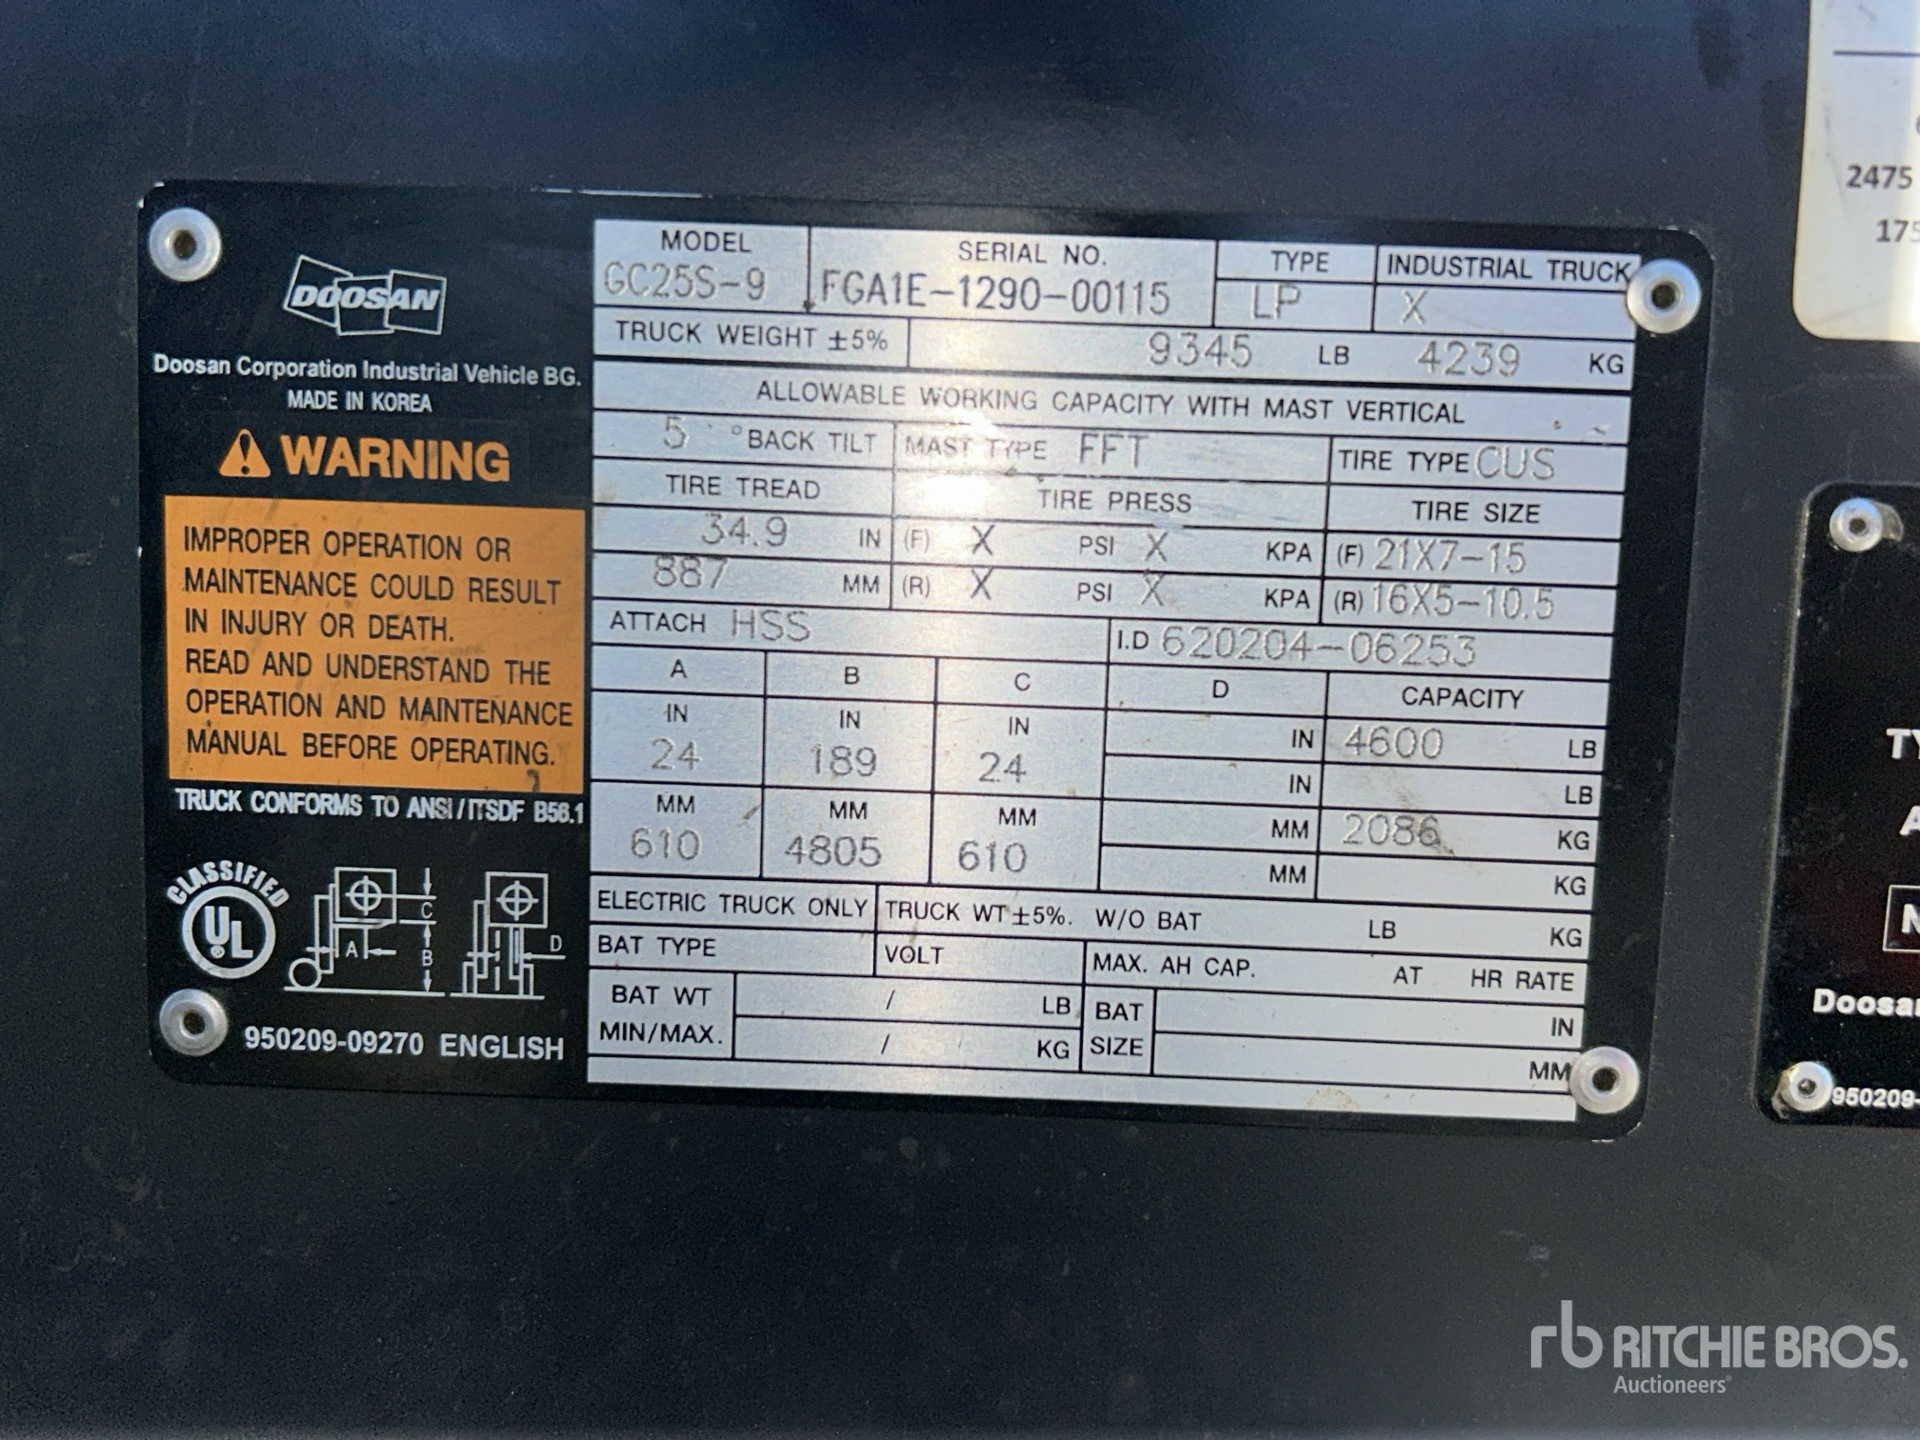 DOOSAN
Doosan Corporation Industrial Vehicle BG.
MADE IN KOREA
WARNING
IMPROPER OPERATION OR
MAINTENANCE COULD RESULT
IN INJURY OR DEATH.
READ AND UNDERSTAND THE
OPERATION AND MAINTENANCE
MANUAL BEFORE OPERATING.
TRUCK CONFORMS TO ANSI/ITSDF B56.1
CLASSIFIED
UL
A B C D
950209-09270 ENGLISH
MODEL SERIAL NO. TYPE INDUSTRIAL TRUCK
GC25S-9 FGA1E-1290-00115 LP X
TRUCK WEIGHT ±5% 9345 LB 4239 KG
ALLOWABLE WORKING CAPACITY WITH MAST VERTICAL
5 °BACK TILT MAST TYPE FFT TIRE TYPE CUS
TIRE TREAD TIRE PRESS TIRE SIZE
34.9 IN (F) X PSI X KPA (F) 21X7-15
887 MM (R) X PSI X KPA (R) 16X5-10.5
ATTACH HSS I.D 620204-06253
A B C D CAPACITY
IN IN IN IN 4600 LB
24 189 24 IN LB
MM MM MM MM 2086 KG
610 4805 610 MM KG
ELECTRIC TRUCK ONLY TRUCK WT ±5%. W/O BAT LB KG
BAT TYPE VOLT MAX. AH CAP. AT HR RATE
BAT WT / LB BAT IN
MIN/MAX. / KG SIZE MM
2475
175
Doosan
950209-
rb RITCHIE BROS.
Auctioneers